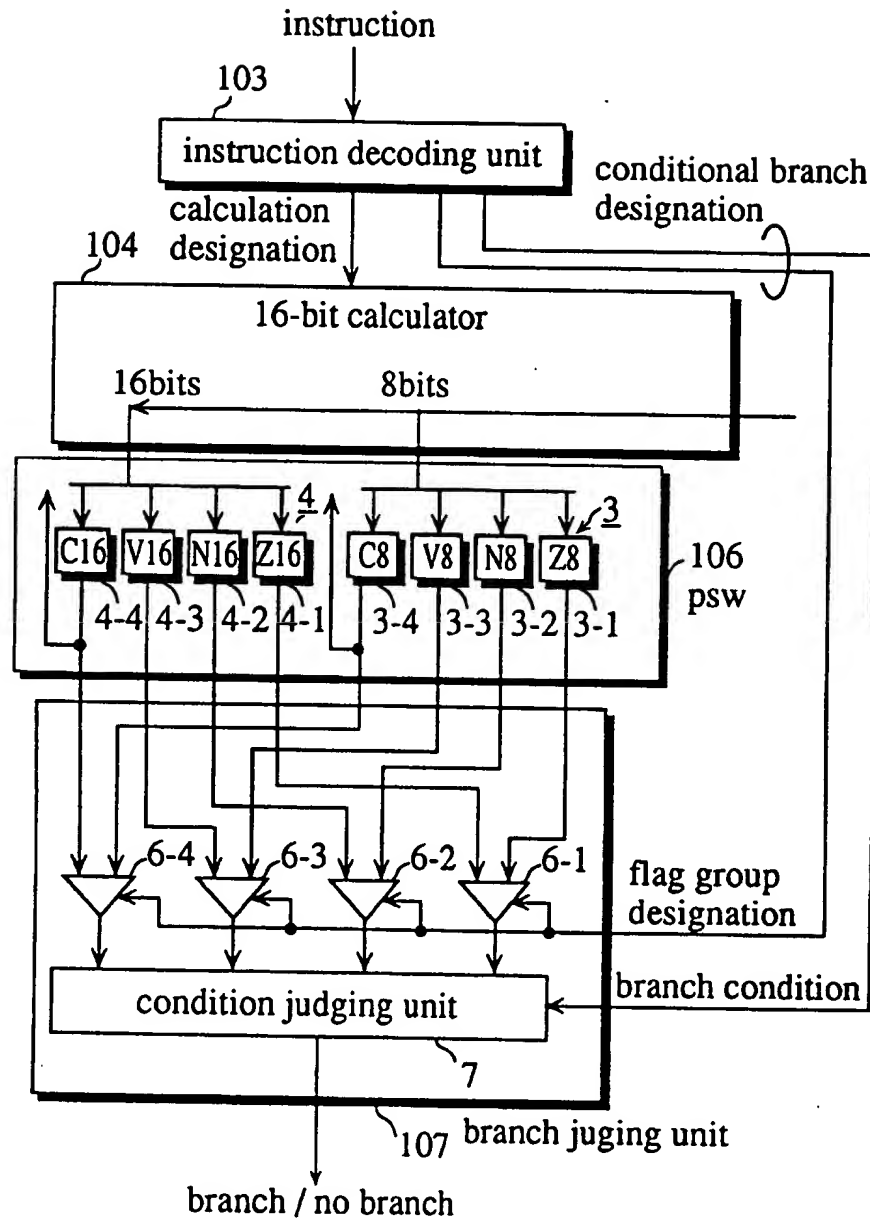 instruction
103
instruction decoding unit
conditional branch
designation
calculation
designation
104
16-bit calculator
16bits
8bits
4
3
C16
V16
N16
Z16
C8
V8
N8
Z8
106
psw
4-4
4-3
4-2
4-1
3-4
3-3
3-2
3-1
6-4
6-3
6-2
6-1
flag group
designation
branch condition
condition judging unit
7
107
branch juging unit
branch / no branch